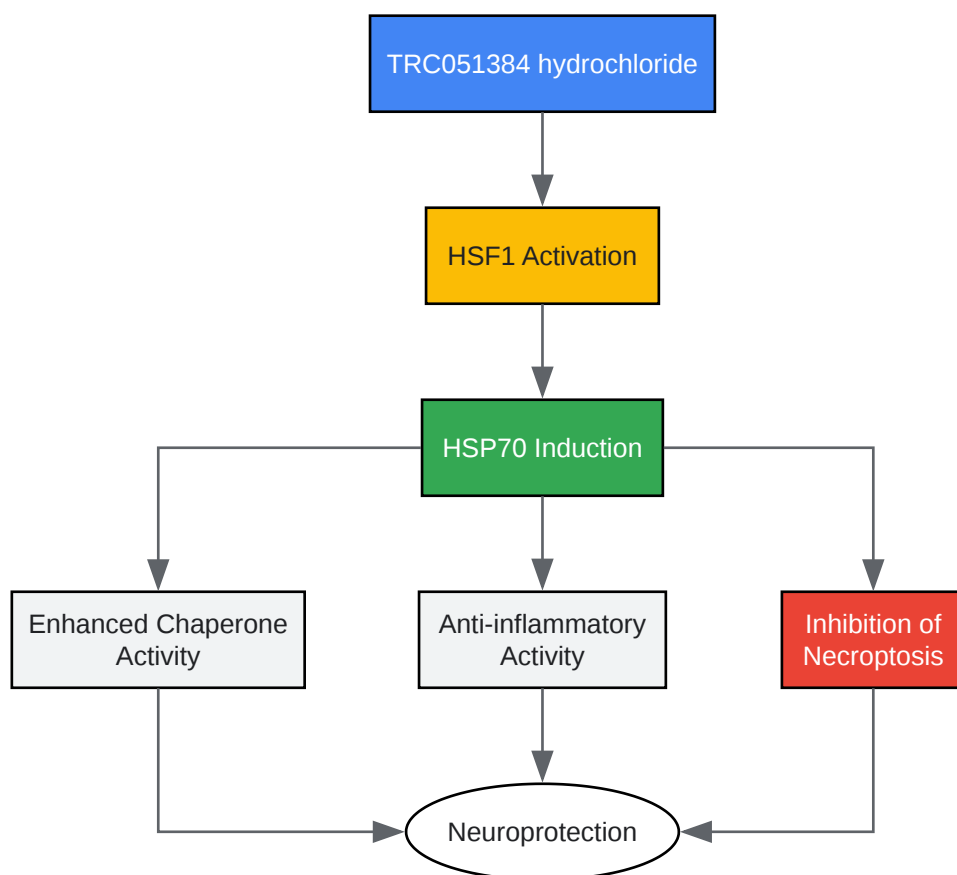 TRC051384 hydrochloride
HSF1 Activation
HSP70 Induction
Enhanced Chaperone
Activity
Anti-inflammatory
Activity
Inhibition of
Necroptosis
Neuroprotection